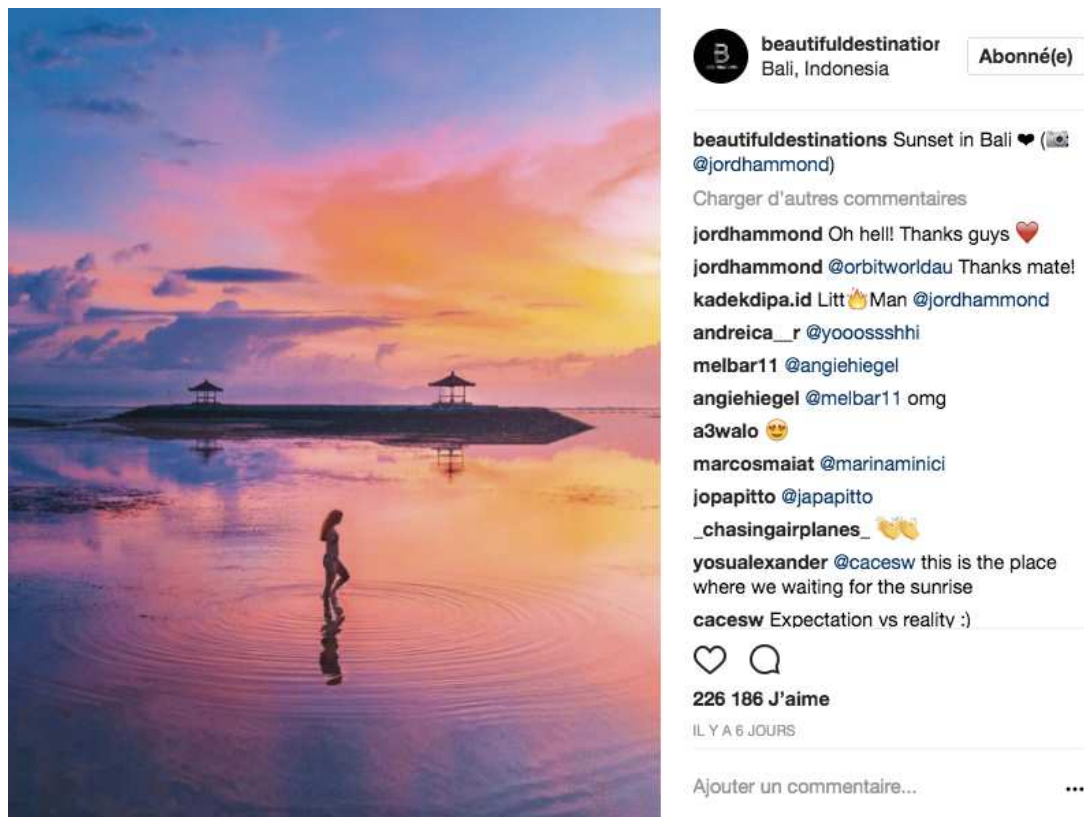 B
beautifuldestination
Bali, Indonesia
Abonné(e)
beautifuldestinations Sunset in Bali ❤ (📷
@jordhammond)
Charger d'autres commentaires
jordhammond Oh hell! Thanks guys ❤️
jordhammond @orbitworldau Thanks mate!
kadekdipa.id Litt🔥Man @jordhammond
andreica__r @yooossshhi
melbar11 @angiehiegel
angiehiegel @melbar11 omg
a3walo 😍
marcosmaiat @marinaminici
jopapitto @japapitto
_chasingairplanes_ 👏👏
yosualexander @cacesw this is the place
where we waiting for the sunrise
cacesw Expectation vs reality :)
226 186 J'aime
IL Y A 6 JOURS
Ajouter un commentaire...